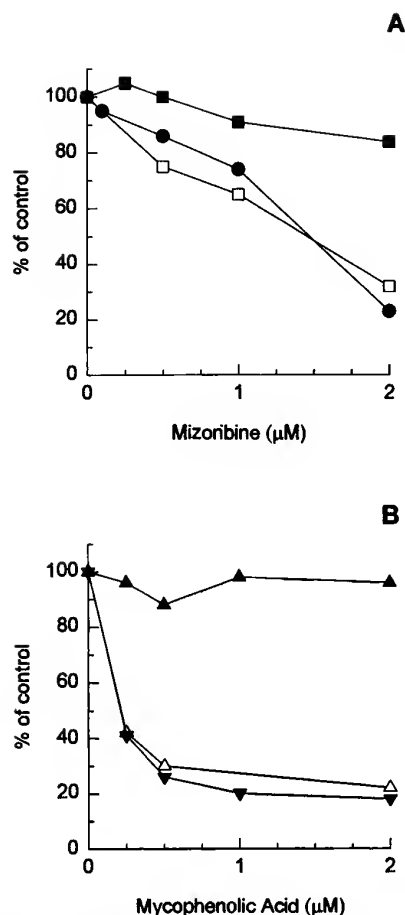 A
100
80
60
40
20
0
% of control
0 1 2
Mizoribine (μM)
B
100
80
60
40
20
0
% of control
0 1 2
Mycophenolic Acid (μM)